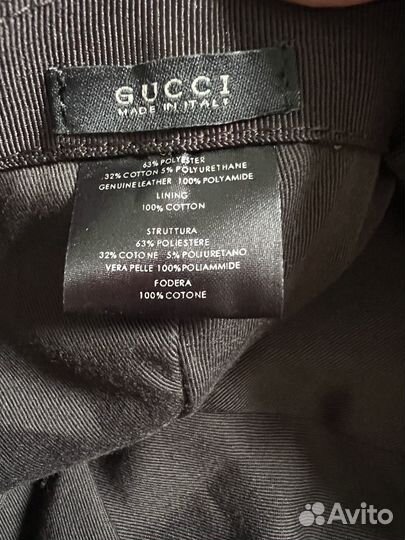 GUCCI
MADE IN ITALY
63% POLYESTER
32% COTTON 5% POLYURETHANE
GENUINE LEATHER 100% POLYAMIDE
LINING
100% COTTON
STRUTTURA
63% POLIESTERE
32% COTONE 5% POLIURETANO
VERA PELLE 100% POLIAMMIDE
FODERA
100% COTONE
Avito